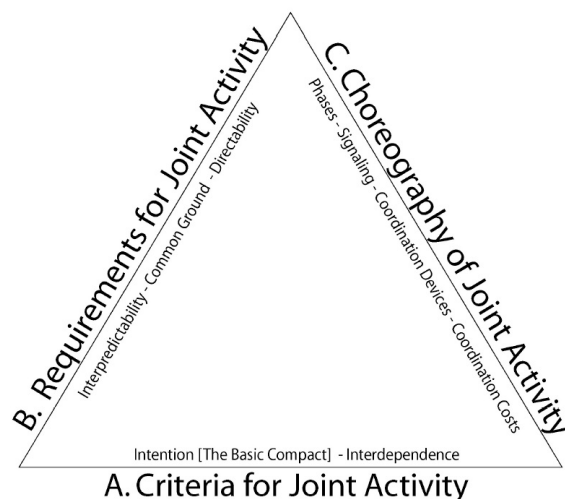 B. Requirements for Joint Activity
Interpredictability - Common Ground - Directability
C. Choreography of Joint Activity
Phases - Signaling - Coordination Devices - Coordination Costs
Intention [The Basic Compact] - Interdependence
A. Criteria for Joint Activity